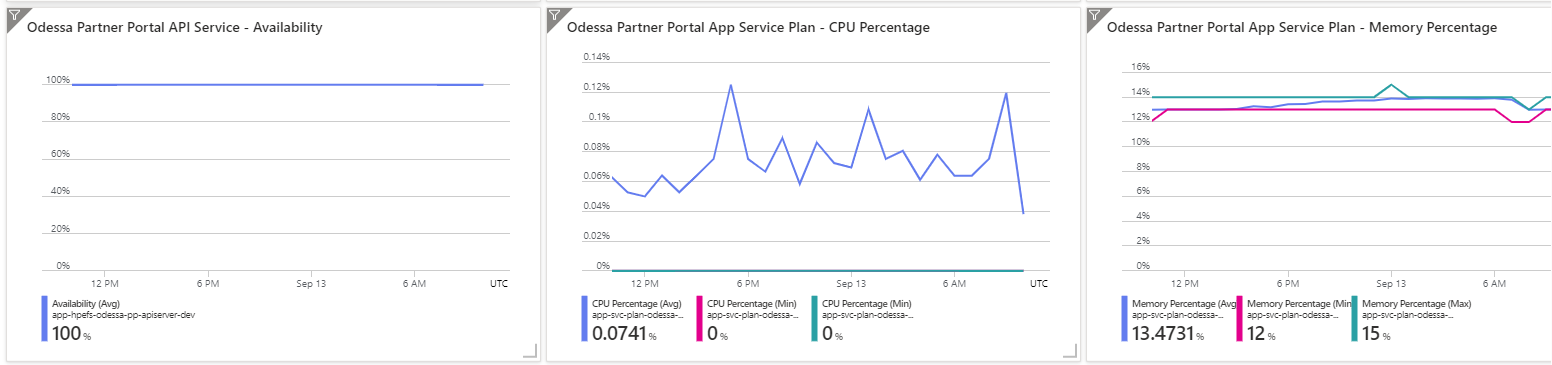 Odessa Partner Portal API Service - Availability
100%
80%
60%
40%
20%
0%
12 PM
6 PM
Sep 13
6 AM
UTC
Availability (Avg)
app-hpefs-odessa-pp-apiserver-dev
100 %
Odessa Partner Portal App Service Plan - CPU Percentage
0.14%
0.12%
0.1%
0.08%
0.06%
0.04%
0.02%
0%
12 PM
6 PM
Sep 13
6 AM
UTC
CPU Percentage (Avg)
app-svc-plan-odessa-...
0.0741 %
CPU Percentage (Min)
app-svc-plan-odessa-...
0 %
CPU Percentage (Min)
app-svc-plan-odessa-...
0 %
Odessa Partner Portal App Service Plan - Memory Percentage
16%
14%
12%
10%
8%
6%
4%
2%
0%
12 PM
6 PM
Sep 13
6 AM
Memory Percentage (Avg
app-svc-plan-odessa-...
13.4731 %
Memory Percentage (Min
app-svc-plan-odessa-...
12 %
Memory Percentage (Max)
app-svc-plan-odessa-...
15 %